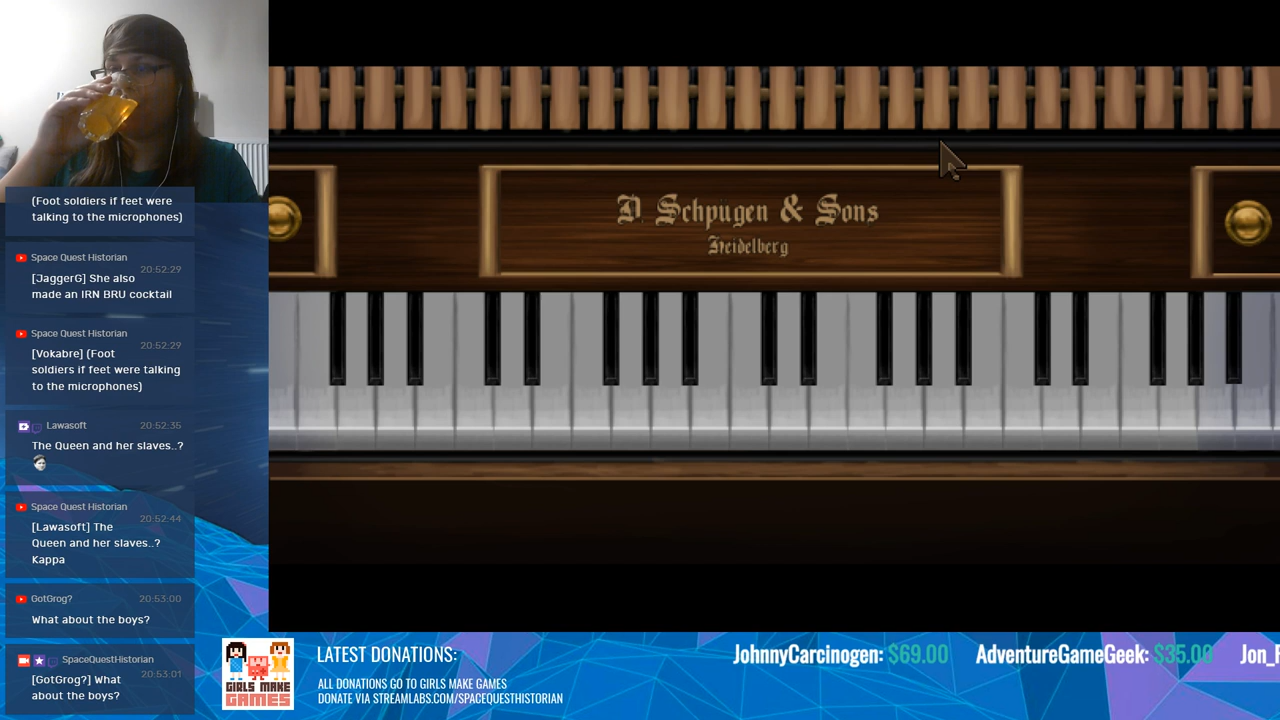 (Foot soldiers if feet were
talking to the microphones)
Space Quest Historian
20:52:29
[JaggerG] She also
made an IRN BRU cocktail
Space Quest Historian
20:52:29
[Vokabre] (Foot
soldiers if feet were talking
to the microphones)
Lawasoft 20:52:35
The Queen and her slaves..?
Space Quest Historian
20:52:44
[Lawasoft] The
Queen and her slaves..?
Kappa
GotGrog? 20:53:00
What about the boys?
SpaceQuestHistorian
20:53:01
[GotGrog?] What
about the boys?
D. Schpugen & Sons
Heidelberg
GIRLS MAKE
GAMES
LATEST DONATIONS:
ALL DONATIONS GO TO GIRLS MAKE GAMES
DONATE VIA STREAMLABS.COM/SPACEQUESTHISTORIAN
JohnnyCarcinogen: $69.00 AdventureGameGeek: $35.00